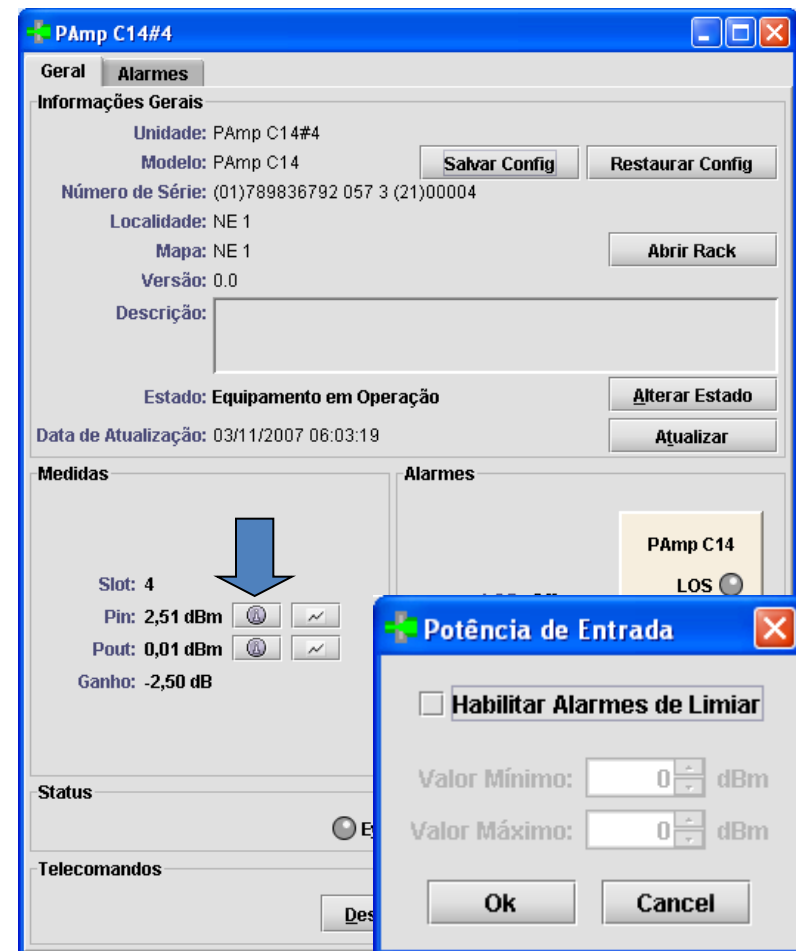 PAmp C14#4
Geral Alarmes
Informações Gerais
Unidade: PAmp C14#4
Modelo: PAmp C14 Salvar Config Restaurar Config
Número de Série: (01)789836792 057 3 (21)00004
Localidade: NE 1
Mapa: NE 1 Abrir Rack
Versão: 0.0
Descrição:
Estado: Equipamento em Operação Alterar Estado
Data de Atualização: 03/11/2007 06:03:19 Atualizar
Medidas Alarmes
PAmp C14
Slot: 4 LOS
Pin: 2,51 dBm
Pout: 0,01 dBm
Ganho: -2,50 dB
Status
Telecomandos
Des
Potência de Entrada
Habilitar Alarmes de Limiar
Valor Mínimo: 0 dBm
Valor Máximo: 0 dBm
Ok Cancel